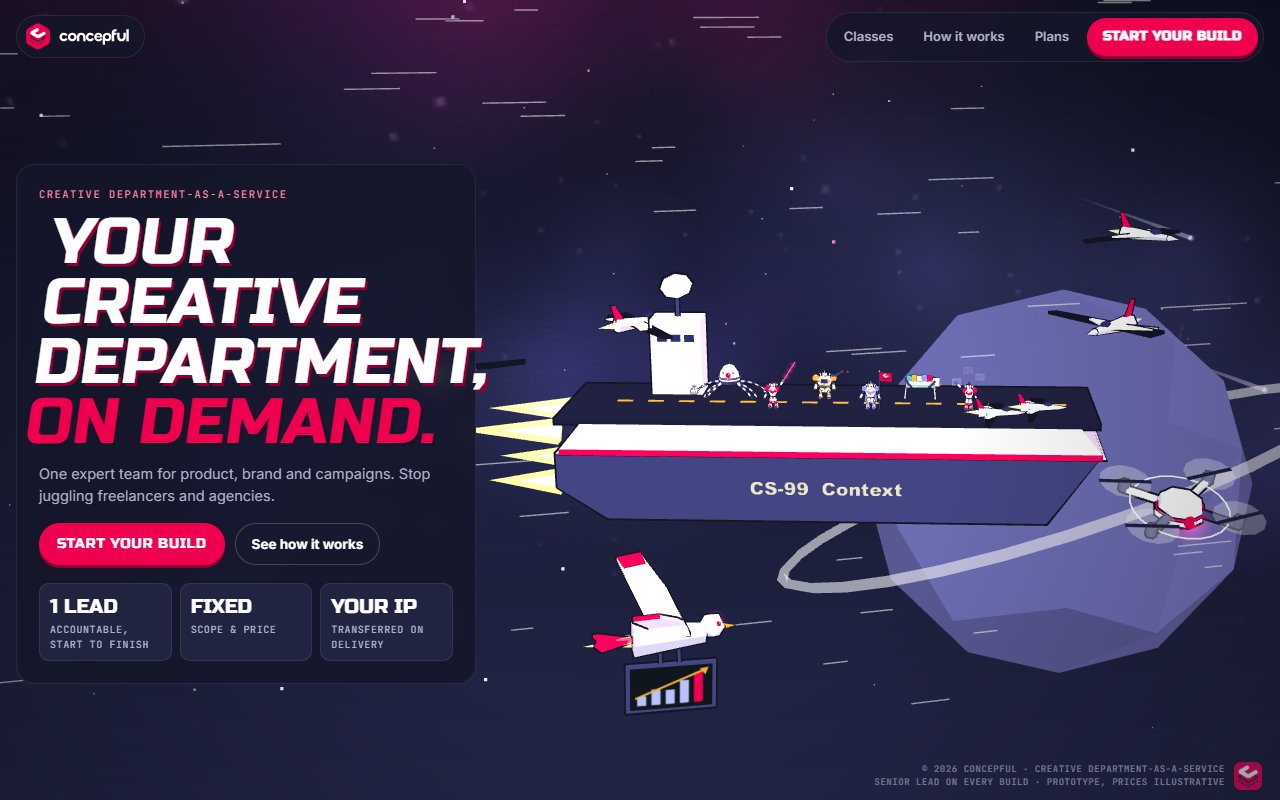 concepful
Classes How it works Plans START YOUR BUILD
CREATIVE DEPARTMENT-AS-A-SERVICE
YOUR
CREATIVE
DEPARTMENT,
ON DEMAND.
One expert team for product, brand and campaigns. Stop
juggling freelancers and agencies.
START YOUR BUILD See how it works
1 LEAD
ACCOUNTABLE,
START TO FINISH
FIXED
SCOPE & PRICE
YOUR IP
TRANSFERRED ON
DELIVERY
CS-99 Context
© 2026 CONCEPFUL · CREATIVE DEPARTMENT-AS-A-SERVICE
SENIOR LEAD ON EVERY BUILD · PROTOTYPE, PRICES ILLUSTRATIVE